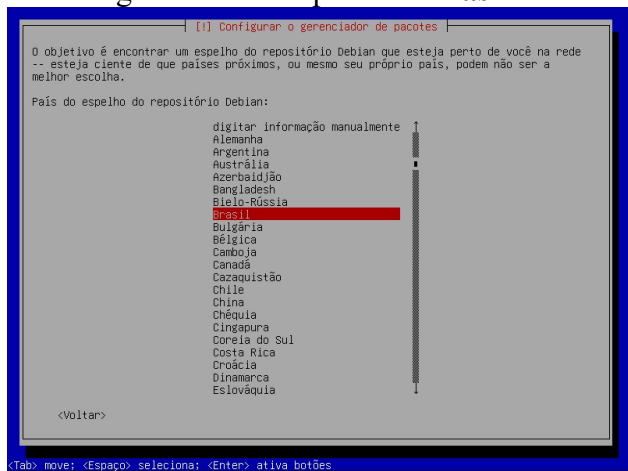 [!] Configurar o gerenciador de pacotes
O objetivo é encontrar um espelho do repositório Debian que esteja perto de você na rede
-- esteja ciente de que países próximos, ou mesmo seu próprio país, podem não ser a
melhor escolha.
País do espelho do repositório Debian:
digitar informação manualmente
Alemanha
Argentina
Austrália
Azerbaidjão
Bangladesh
Bielo-Rússia
Brasil
Bulgária
Bélgica
Camboja
Canadá
Cazaquistão
Chile
China
Chéquia
Cingapura
Coreia do Sul
Costa Rica
Croácia
Dinamarca
Eslováquia
<Voltar>
<Tab> move; <Espaço> seleciona; <Enter> ativa botões